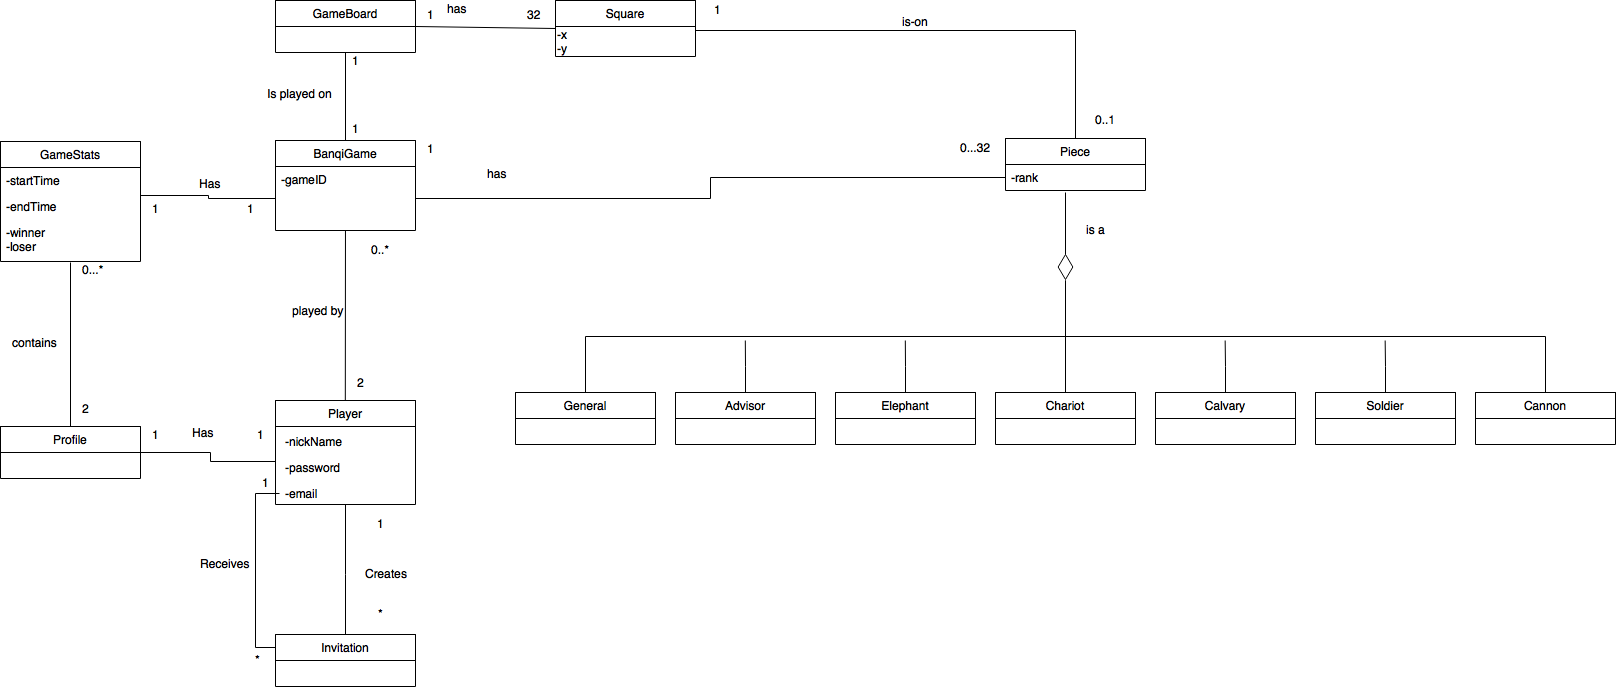 GameBoard
1
has
32
Square
-x
-y
1
is-on
1
Is played on
1
0..1
GameStats
-startTime
-endTime
-winner
-loser
Has
1
1
BanqiGame
-gameID
1
has
0...32
Piece
-rank
is a
0...*
0..*
contains
played by
2
2
General
Advisor
Elephant
Chariot
Calvary
Soldier
Cannon
Profile
1
Has
1
Player
-nickName
-password
-email
1
1
Receives
Creates
*
*
Invitation